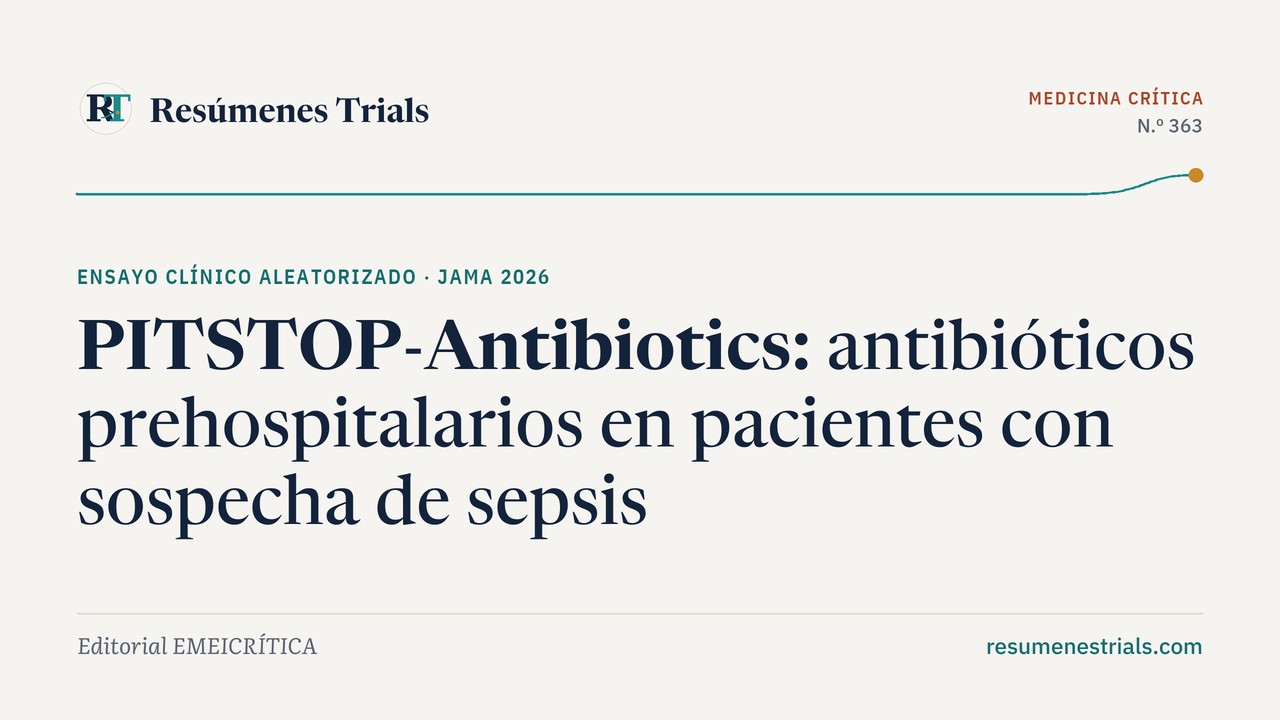 RT Resúmenes Trials
MEDICINA CRÍTICA
N.º 363
ENSAYO CLÍNICO ALEATORIZADO · JAMA 2026
PITSTOP-Antibiotics: antibióticos
prehospitalarios en pacientes con
sospecha de sepsis
Editorial EMEICRÍTICA
resumenestrials.com